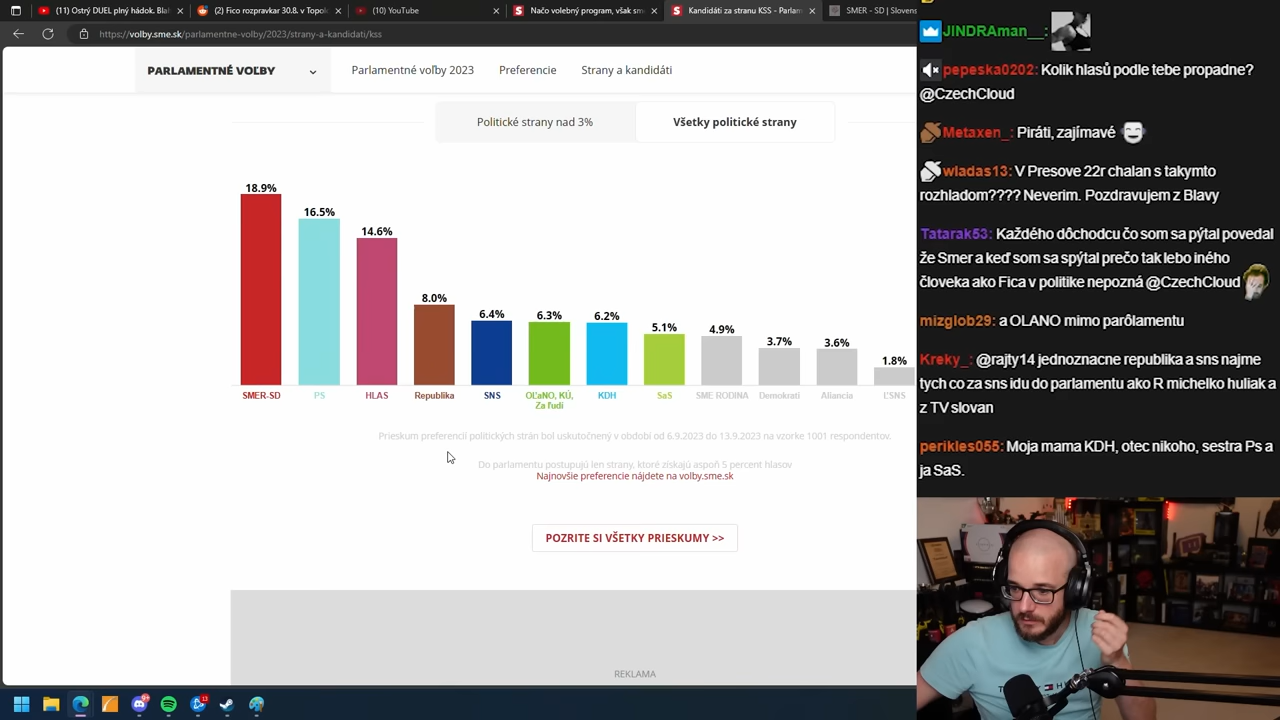 (11) Ostrý DUEL plný hádok. Bla
(2) Fico rozpravkar 30.8. v Topoľ
(10) YouTube
Načo volebný program, však sm
Kandidáti za stranu KSS - Parlam
SMER - SD | Slovens
https://volby.sme.sk/parlamentne-volby/2023/strany-a-kandidati/kss
PARLAMENTNÉ VOĽBY
Parlamentné voľby 2023
Preferencie
Strany a kandidáti
Politické strany nad 3%
Všetky politické strany
18.9%
16.5%
14.6%
8.0%
6.4%
6.3%
6.2%
5.1%
4.9%
3.7%
3.6%
1.8%
SMER-SD
PS
HLAS
Republika
SNS
OĽaNO, KÚ,
Za ľudí
KDH
SaS
SME RODINA
Demokrati
Aliancia
ĽSNS
Prieskum preferencií politických strán bol uskutočnený v období od 6.9.2023 do 13.9.2023 na vzorke 1001 respondentov.
Do parlamentu postupujú len strany, ktoré získajú aspoň 5 percent hlasov
Najnovšie preferencie nájdete na volby.sme.sk
POZRITE SI VŠETKY PRIESKUMY >>
REKLAMA
JINDRAman__:
pepeska0202: Kolik hlasů podle tebe propadne?
@CzechCloud
Metaxen_: Piráti, zajímavé
wladas13: V Presove 22r chalan s takymto
rozhladom???? Neverim. Pozdravujem z Blavy
Tatarak53: Každého dôchodcu čo som sa pýtal povedal
že Smer a keď som sa spýtal prečo tak lebo iného
človeka ako Fica v politike nepozná @CzechCloud
mizglob29: a OLANO mimo parôlamentu
Kreky_: @rajty14 jednoznacne republika a sns najme
tych co za sns idu do parlamentu ako R michelko huliak a
z TV slovan
perikles055: Moja mama KDH, otec nikoho, sestra Ps a
ja SaS.